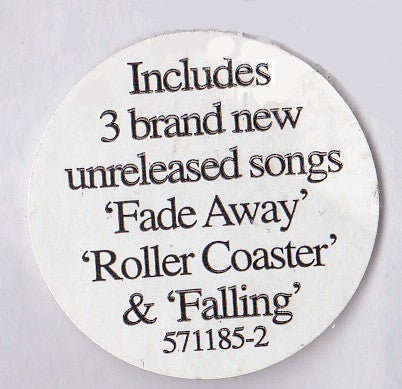 Includes
3 brand new
unreleased songs
‘Fade Away’
‘Roller Coaster’
& ‘Falling’
571185-2